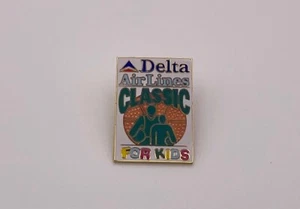 Delta
Air Lines
CLASSIC
FOR KIDS